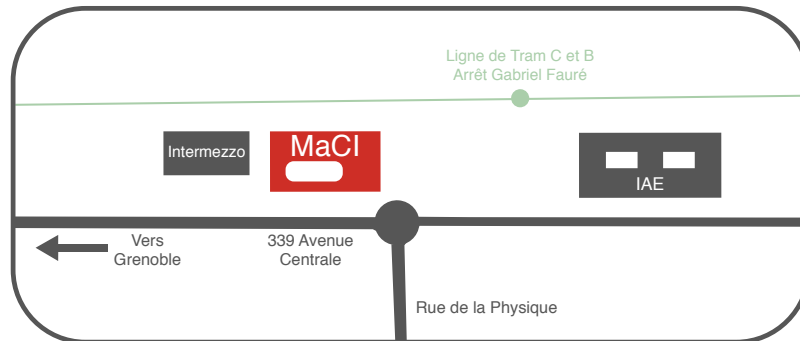 Ligne de Tram C et B
Arrêt Gabriel Fauré
Intermezzo
MaCI
IAE
Vers
Grenoble
339 Avenue
Centrale
Rue de la Physique